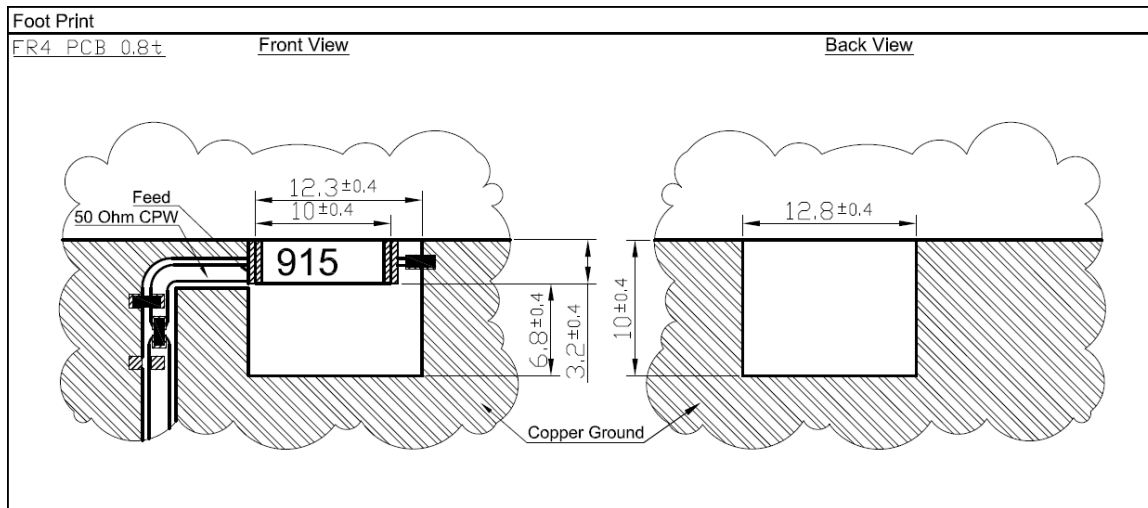 Foot Print
FR4 PCB 0.8t
Front View
Back View
12.3±0.4
10±0.4
Feed
50 Ohm CPW
915
6.8±0.4
3.2±0.4
12.8±0.4
10±0.4
Copper Ground